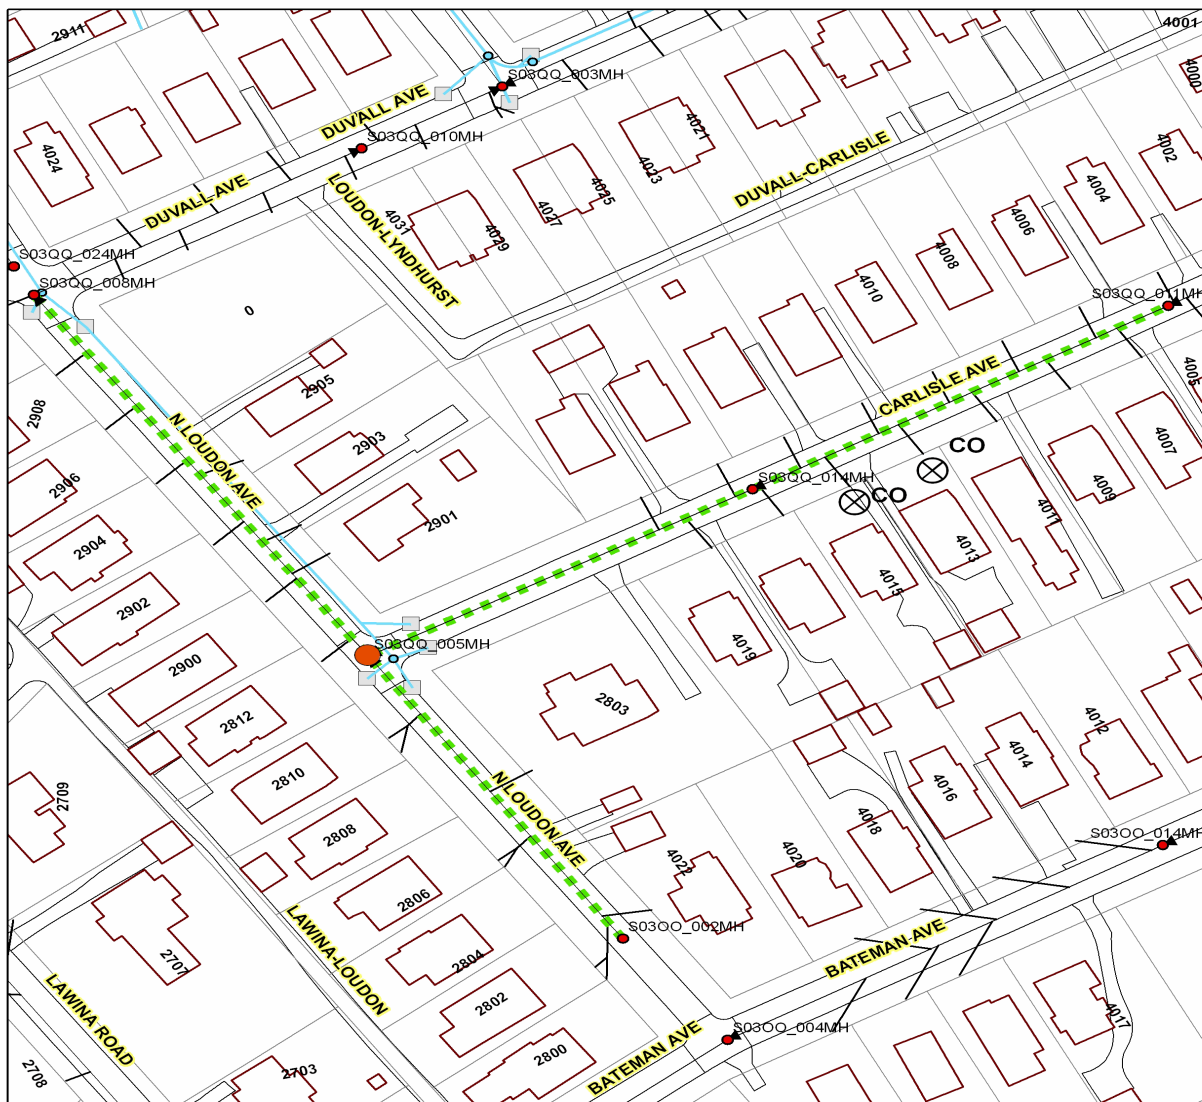 2911
4001
S03QQ_003MH
DUVALL AVE
4000
4021
S03QQ_010MH
4024
4023
DUVALL-CARLISLE
4002
4025
4004
DUVALL AVE
LOUDON-LYNDHURST
4027
4031
4029
4006
4008
S03QQ_024MH
S03QQ_008MH
4010
S03QQ_011MH
0
CARLISLE AVE
4005
2905
2908
N LOUDON AVE
2903
CO
4007
S03QQ_014MH
CO
2906
4009
4011
2901
2904
4013
4015
2902
S03QQ_005MH
4019
2900
2803
2812
4012
4014
2810
4016
2709
N LOUDON AVE
4018
2808
S03OO_014MH
4020
4022
2806
S03OO_002MH
LAWINA-LOUDON
BATEMAN AVE
2804
2707
2802
LAWINA ROAD
4017
S03OO_004MH
BATEMAN AVE
2800
2703
2708